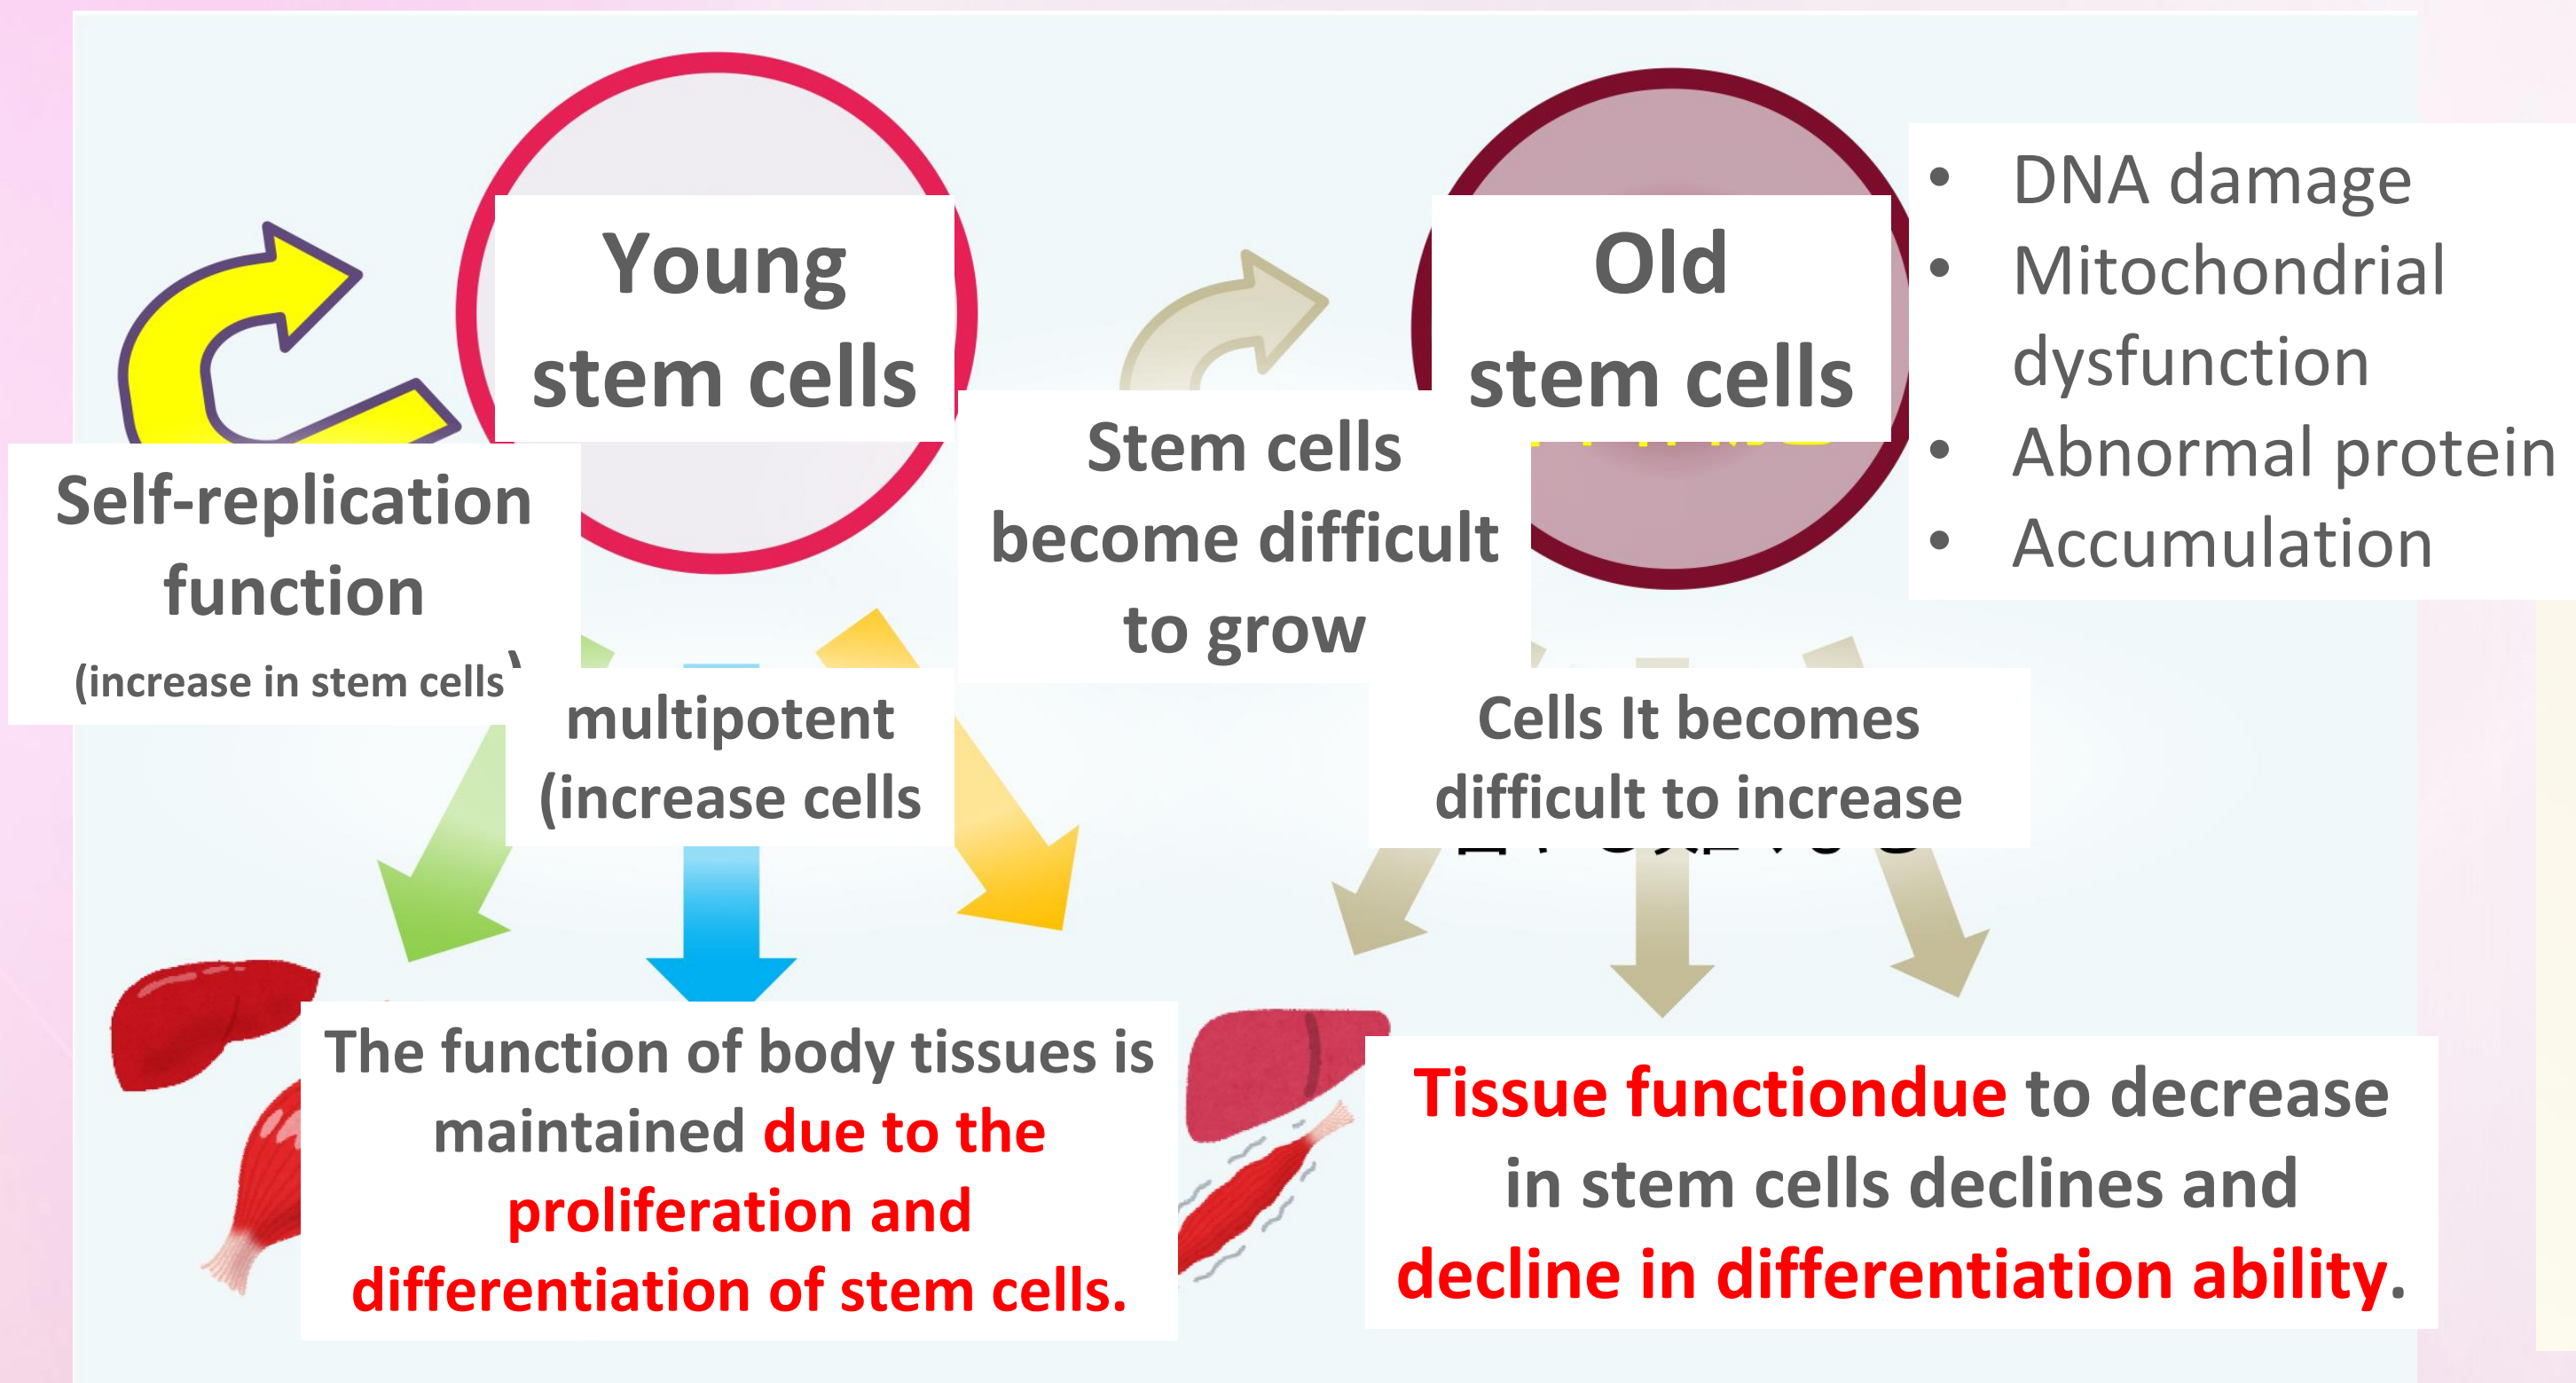 Young
stem cells
Old
stem cells
• DNA damage
• Mitochondrial
dysfunction
• Abnormal protein
• Accumulation
Self-replication
function
(increase in stem cells)
Stem cells
become difficult
to grow
multipotent
(increase cells
Cells It becomes
difficult to increase
The function of body tissues is
maintained due to the
proliferation and
differentiation of stem cells.
Tissue functiondue to decrease
in stem cells declines and
decline in differentiation ability.